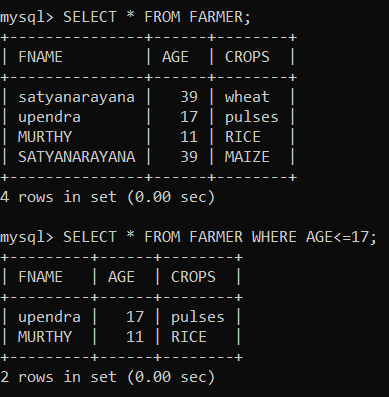 mysql> SELECT * FROM FARMER;
+---------------+------+--------+
| FNAME         | AGE  | CROPS  |
+---------------+------+--------+
| satyanarayana |   39 | wheat  |
| upendra       |   17 | pulses |
| MURTHY        |   11 | RICE   |
| SATYANARAYANA |   39 | MAIZE  |
+---------------+------+--------+
4 rows in set (0.00 sec)
mysql> SELECT * FROM FARMER WHERE AGE<=17;
+---------+------+--------+
| FNAME   | AGE  | CROPS  |
+---------+------+--------+
| upendra |   17 | pulses |
| MURTHY  |   11 | RICE   |
+---------+------+--------+
2 rows in set (0.00 sec)